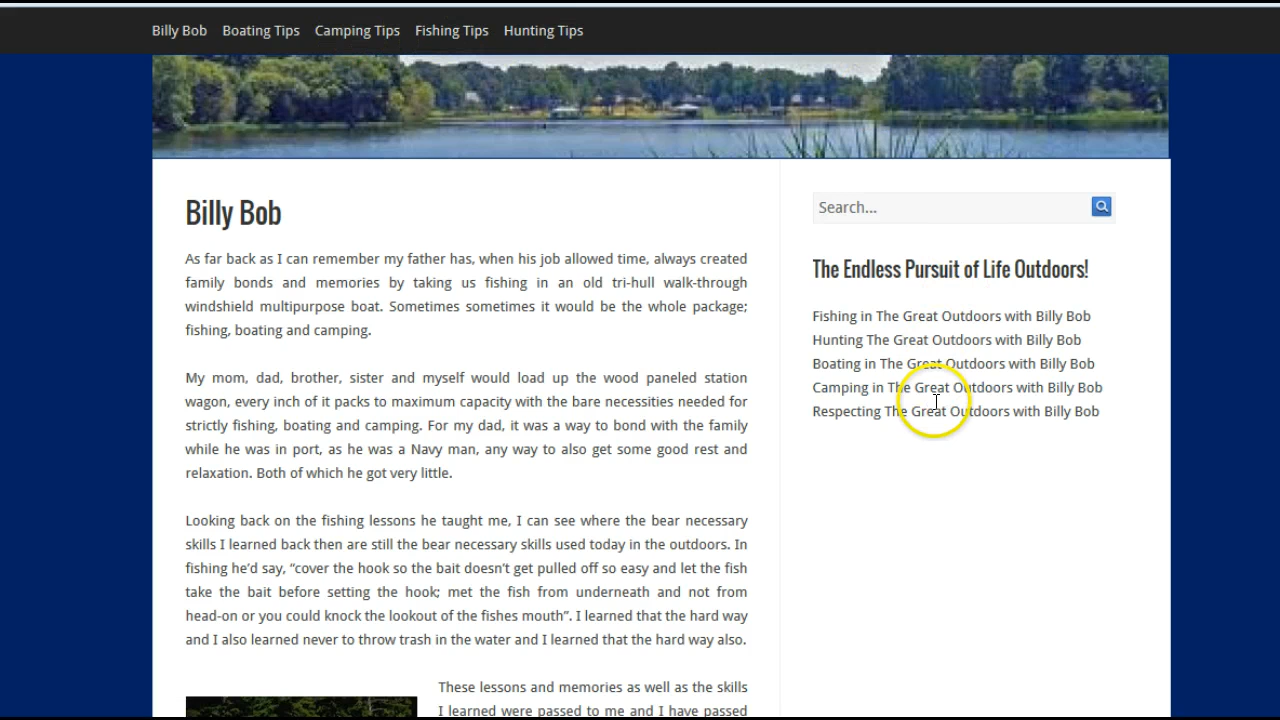 Billy Bob Boating Tips Camping Tips Fishing Tips Hunting Tips
Billy Bob
As far back as I can remember my father has, when his job allowed time, always created
family bonds and memories by taking us fishing in an old tri-hull walk-through
windshield multipurpose boat. Sometimes sometimes it would be the whole package;
fishing, boating and camping.
My mom, dad, brother, sister and myself would load up the wood paneled station
wagon, every inch of it packs to maximum capacity with the bare necessities needed for
strictly fishing, boating and camping. For my dad, it was a way to bond with the family
while he was in port, as he was a Navy man, any way to also get some good rest and
relaxation. Both of which he got very little.
Looking back on the fishing lessons he taught me, I can see where the bear necessary
skills I learned back then are still the bear necessary skills used today in the outdoors. In
fishing he’d say, “cover the hook so the bait doesn’t get pulled off so easy and let the fish
take the bait before setting the hook; met the fish from underneath and not from
head-on or you could knock the lookout of the fishes mouth”. I learned that the hard way
and I also learned never to throw trash in the water and I learned that the hard way also.
These lessons and memories as well as the skills
I learned were passed to me and I have passed
Search...
The Endless Pursuit of Life Outdoors!
Fishing in The Great Outdoors with Billy Bob
Hunting The Great Outdoors with Billy Bob
Boating in The Great Outdoors with Billy Bob
Camping in The Great Outdoors with Billy Bob
Respecting The Great Outdoors with Billy Bob